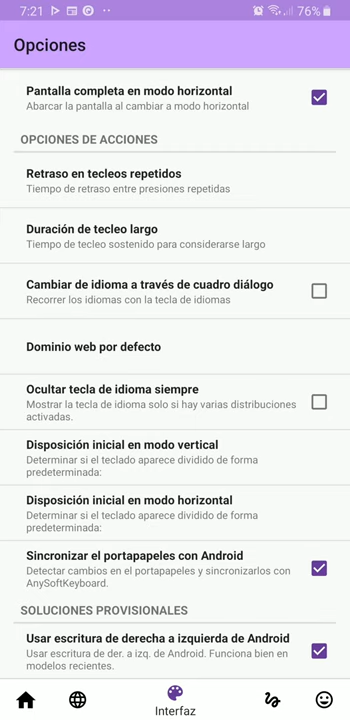 7:21
76%
Opciones
Pantalla completa en modo horizontal
Abarcar la pantalla al cambiar a modo horizontal
OPCIONES DE ACCIONES
Retraso en tecleos repetidos
Tiempo de retraso entre presiones repetidas
Duración de tecleo largo
Tiempo de tecleo sostenido para considerarse largo
Cambiar de idioma a través de cuadro diálogo
Recorrer los idiomas con la tecla de idiomas
Dominio web por defecto
Ocultar tecla de idioma siempre
Mostrar la tecla de idioma solo si hay varias distribuciones
activadas.
Disposición inicial en modo vertical
Determinar si el teclado aparece dividido de forma
predeterminada:
Disposición inicial en modo horizontal
Determinar si el teclado aparece dividido de forma
predeterminada:
Sincronizar el portapapeles con Android
Detectar cambios en el portapapeles y sincronizarlos con
AnySoftKeyboard.
SOLUCIONES PROVISIONALES
Usar escritura de derecha a izquierda de Android
Usar escritura de der. a izq. de Android. Funciona bien en
modelos recientes.
Interfaz